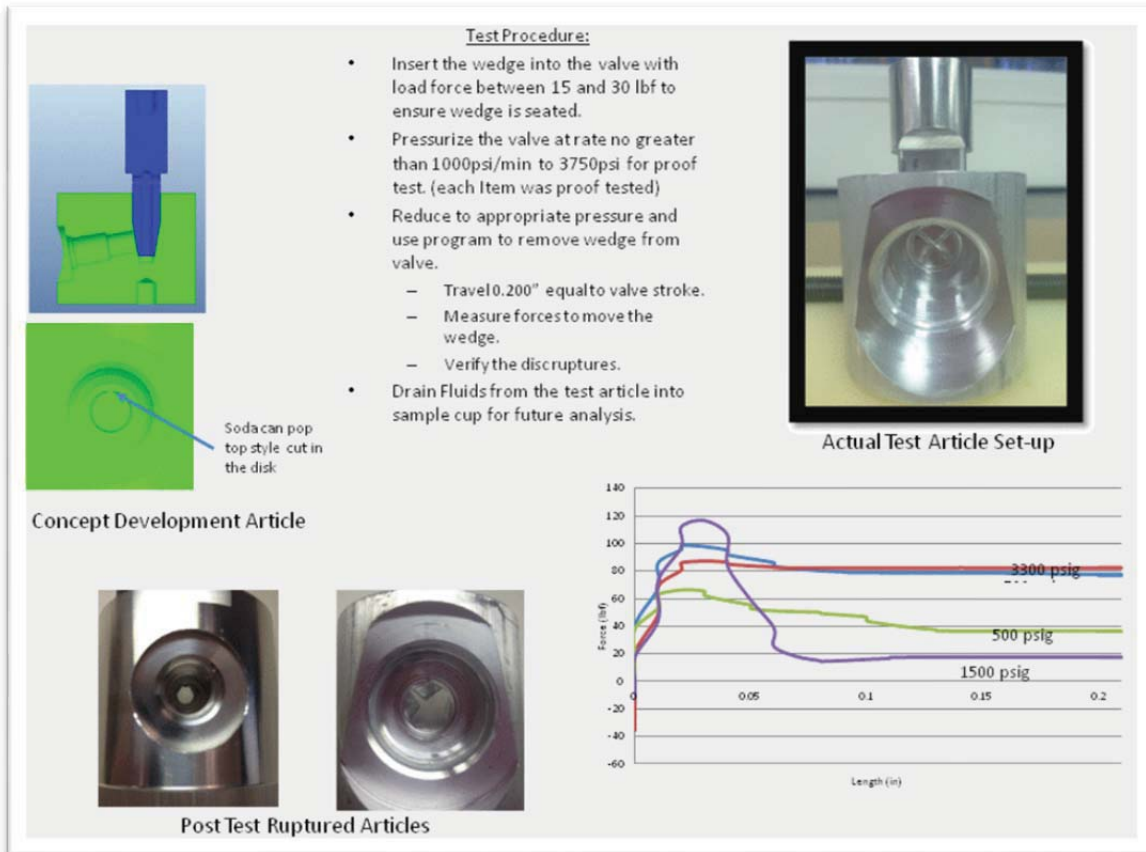 Test Procedure:
• Insert the wedge into the valve with
load force between 15 and 30 lbf to
ensure wedge is seated.
• Pressurize the valve at rate no greater
than 1000psi/min to 3750psi for proof
test. (each Item was proof tested)
• Reduce to appropriate pressure and
use program to remove wedge from
valve.
– Travel 0.200” equal to valve stroke.
– Measure forces to move the
wedge.
– Verify the disc ruptures.
• Drain Fluids from the test article into
sample cup for future analysis.
Soda can pop
top style cut in
the disk
Concept Development Article
Actual Test Article Set-up
Post Test Ruptured Articles
140
120
100
80
60
40
20
0
-20
-40
-60
Force (lbf)
3300 psig
500 psig
1500 psig
0 0.05 0.1 0.15 0.2
Length (in)